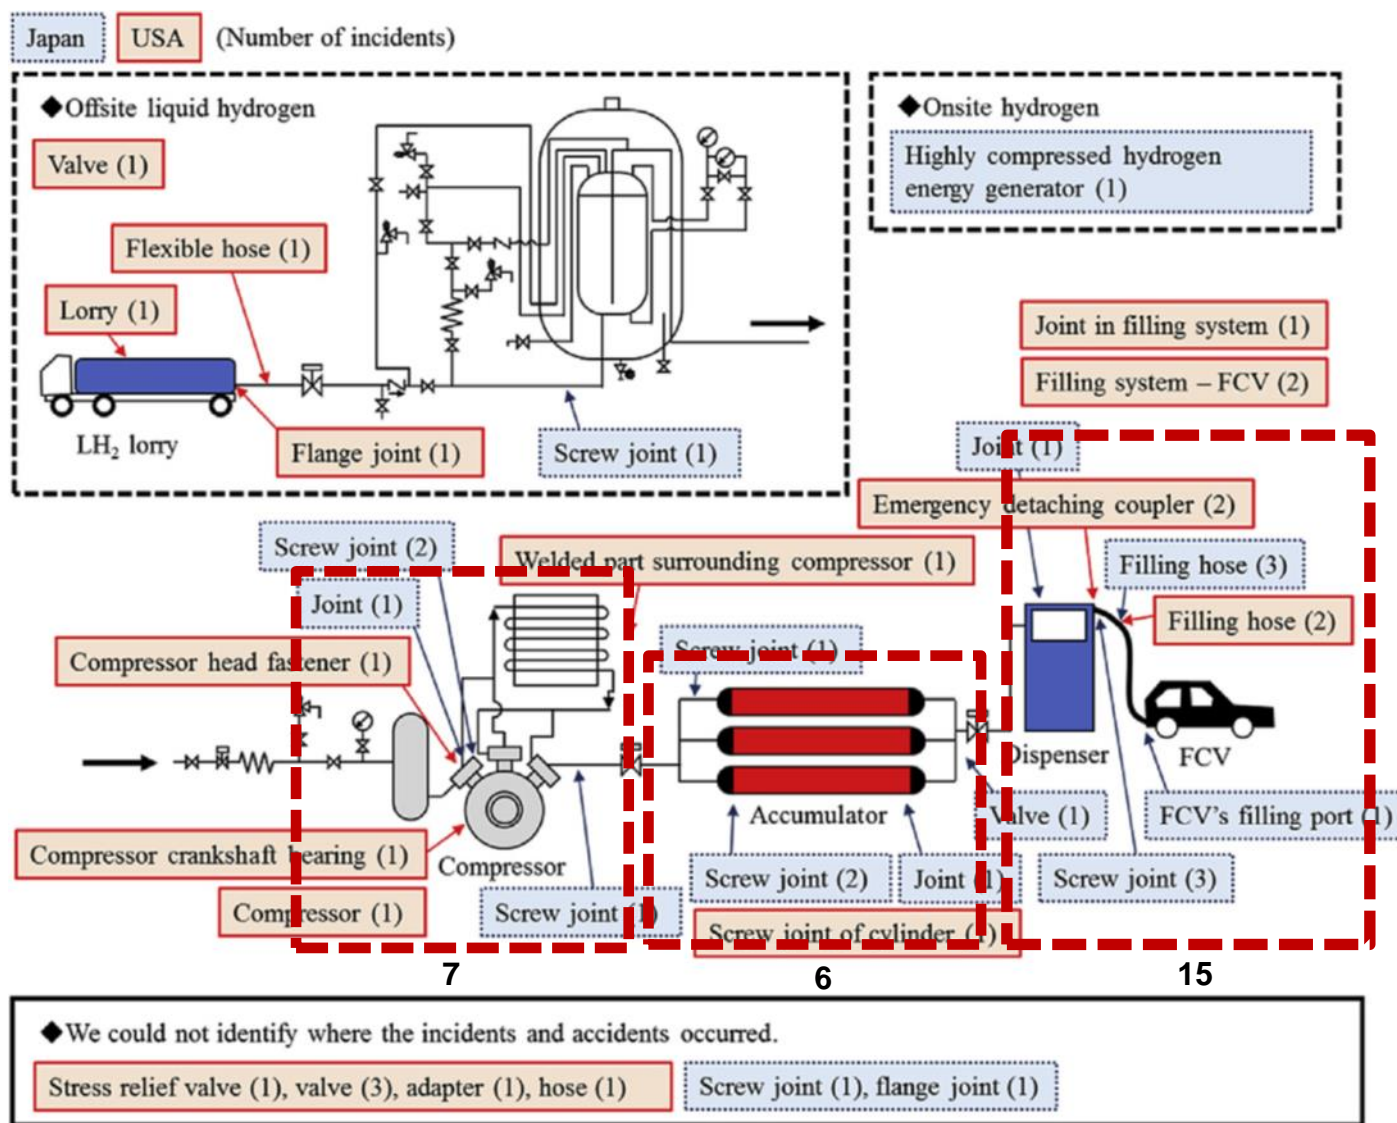 Japan USA (Number of incidents)
◆Offsite liquid hydrogen
Valve (1)
Flexible hose (1)
Lorry (1)
LH₂ lorry
Flange joint (1)
Screw joint (1)
◆Onsite hydrogen
Highly compressed hydrogen
energy generator (1)
Joint in filling system (1)
Filling system – FCV (2)
Joint (1)
Emergency detaching coupler (2)
Filling hose (3)
Filling hose (2)
Screw joint (2)
Welded part surrounding compressor (1)
Joint (1)
Screw joint (1)
Compressor head fastener (1)
Dispenser
FCV
Accumulator
Valve (1)
FCV's filling port (1)
Compressor crankshaft bearing (1)
Compressor
Screw joint (2)
Joint (1)
Screw joint (3)
Compressor (1)
Screw joint (1)
Screw joint of cylinder (1)
7
6
15
◆We could not identify where the incidents and accidents occurred.
Stress relief valve (1), valve (3), adapter (1), hose (1)
Screw joint (1), flange joint (1)